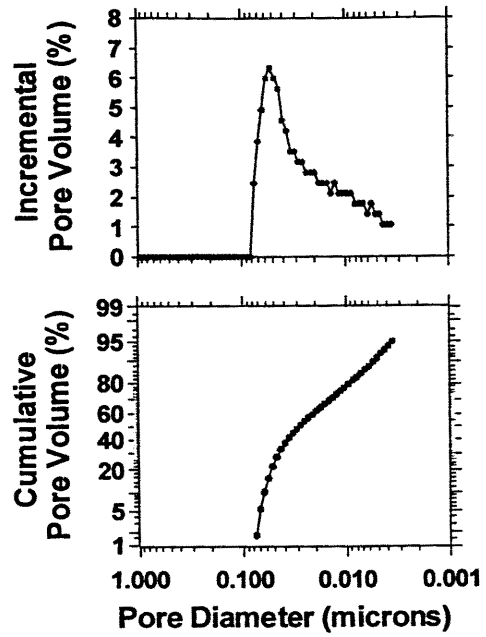 Incremental
Pore Volume (%)
8
7
6
5
4
3
2
1
0
Cumulative
Pore Volume (%)
99
95
80
60
40
20
5
1
1.000 0.100 0.010 0.001
Pore Diameter (microns)